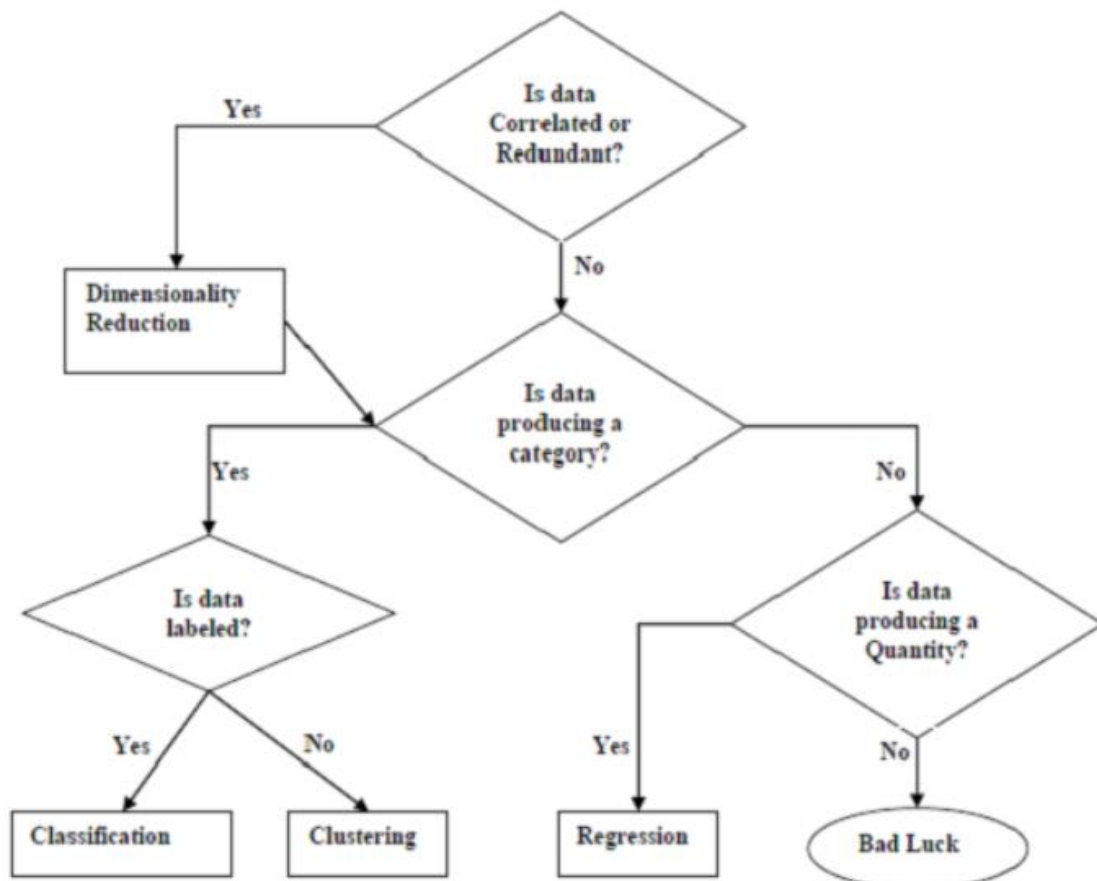 Is data
Correlated or
Redundant?
Yes
No
Dimensionality
Reduction
Is data
producing a
category?
Yes
No
Is data
labeled?
Is data
producing a
Quantity?
Yes
No
Yes
No
Classification
Clustering
Regression
Bad Luck